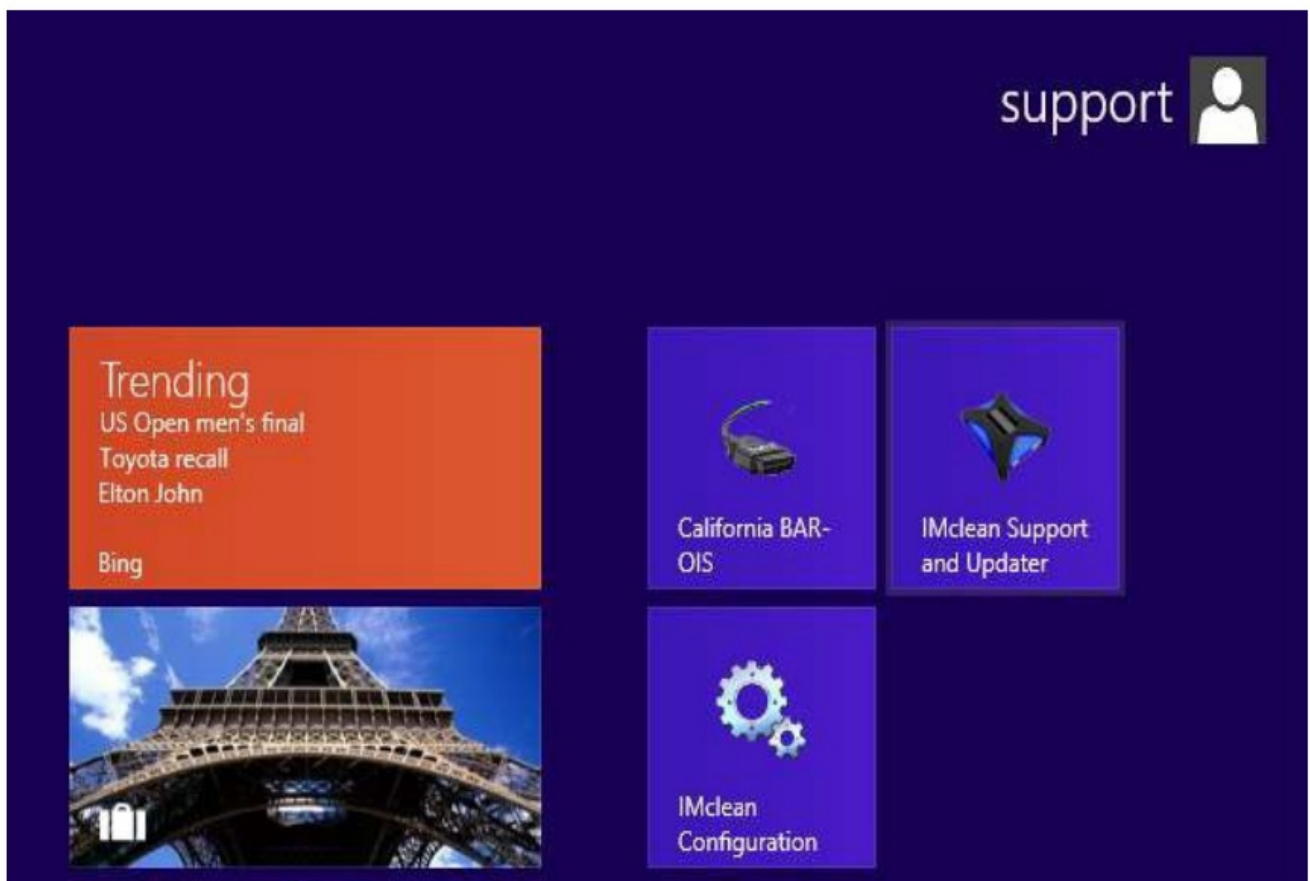 support
Trending
US Open men's final
Toyota recall
Elton John
Bing
California BAR-
OIS
IMclean Support
and Updater
IMclean
Configuration